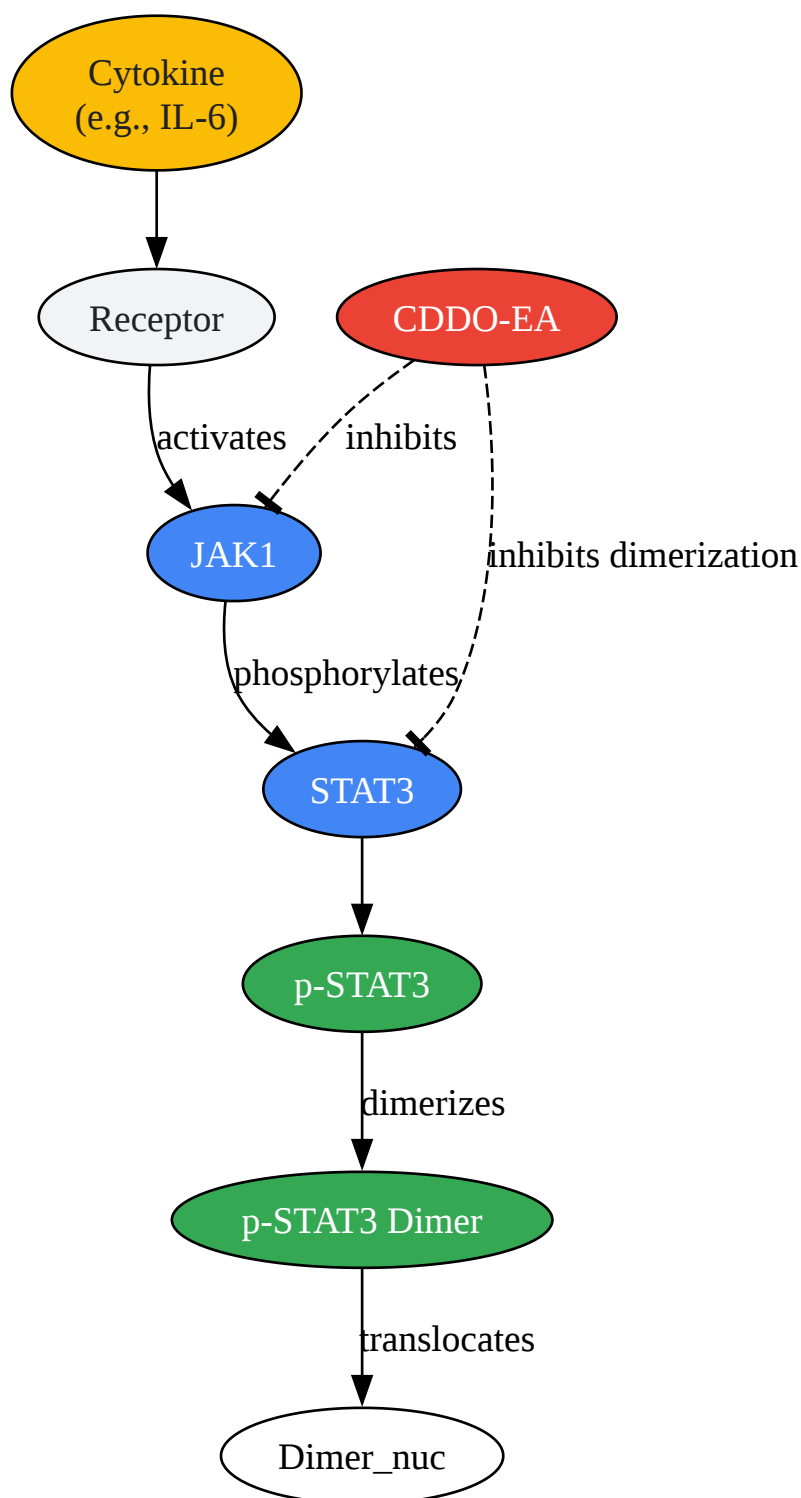 Cytokine
(e.g., IL-6)
Receptor
CDDO-EA
activates
inhibits
JAK1
inhibits dimerization
phosphorylates
STAT3
p-STAT3
dimerizes
p-STAT3 Dimer
translocates
Dimer_nuc